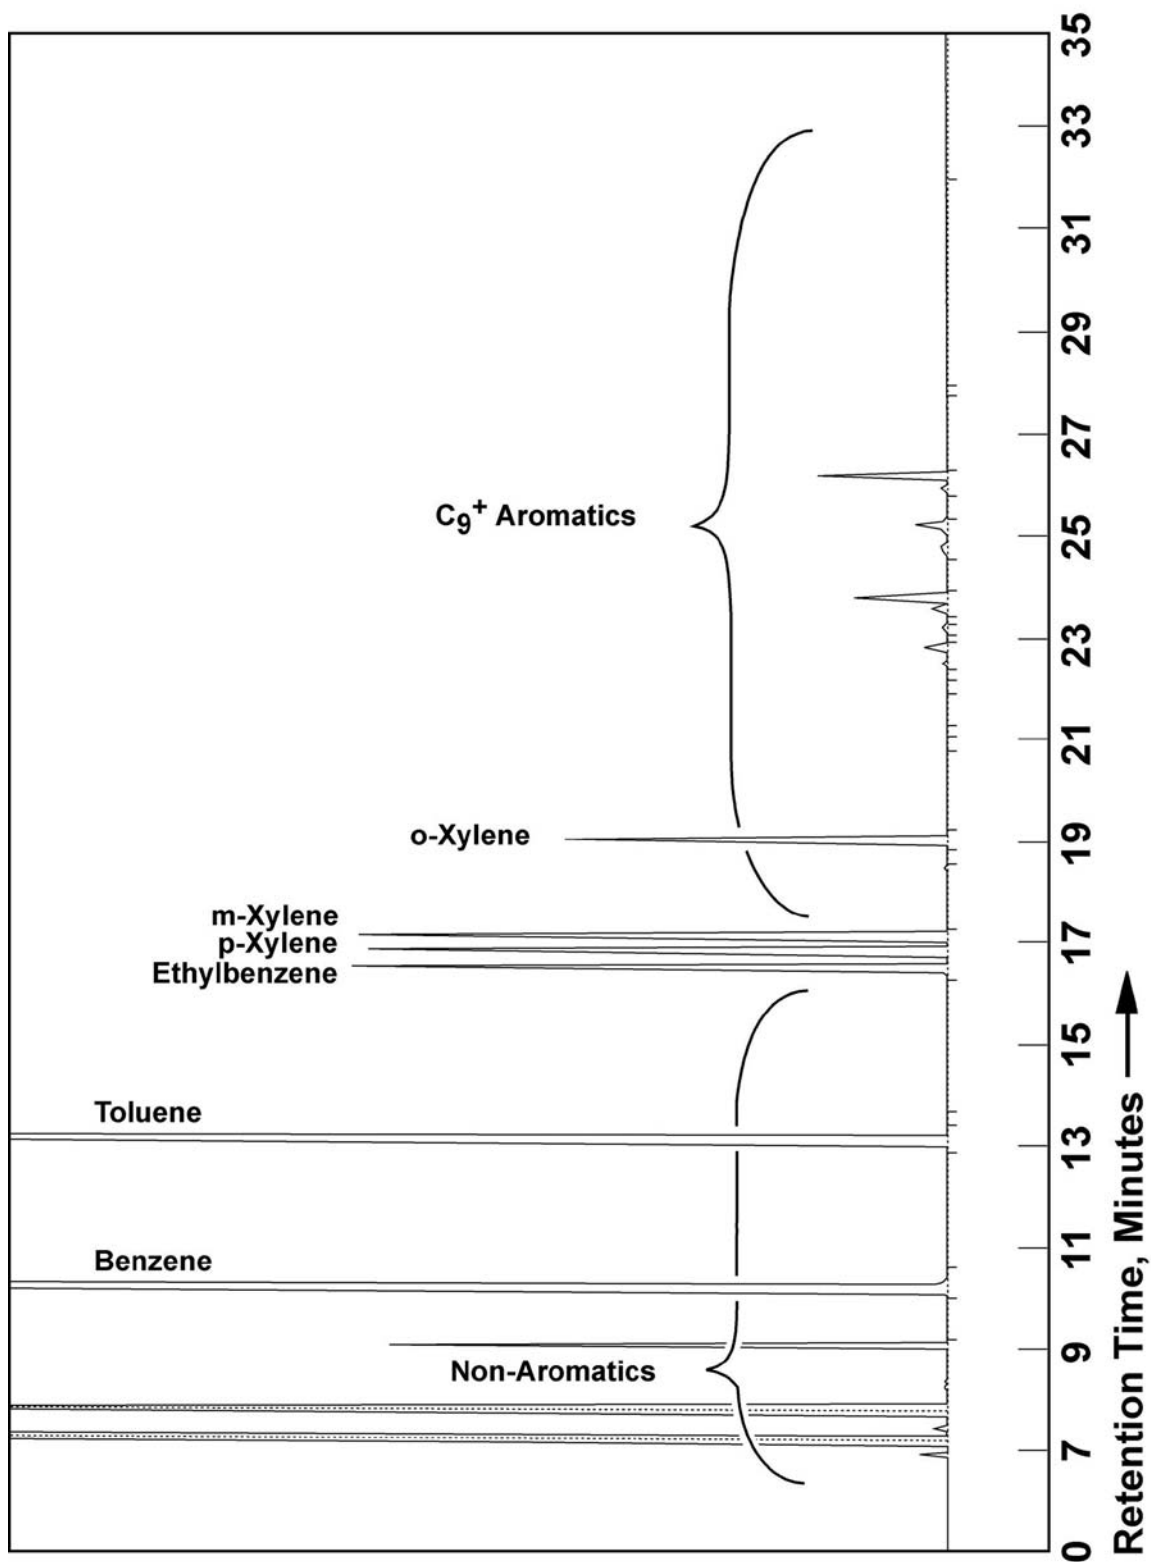 C9+ Aromatics
o-Xylene
m-Xylene
p-Xylene
Ethylbenzene
Toluene
Benzene
Non-Aromatics
0 7 9 11 13 15 17 19 21 23 25 27 29 31 33 35
Retention Time, Minutes